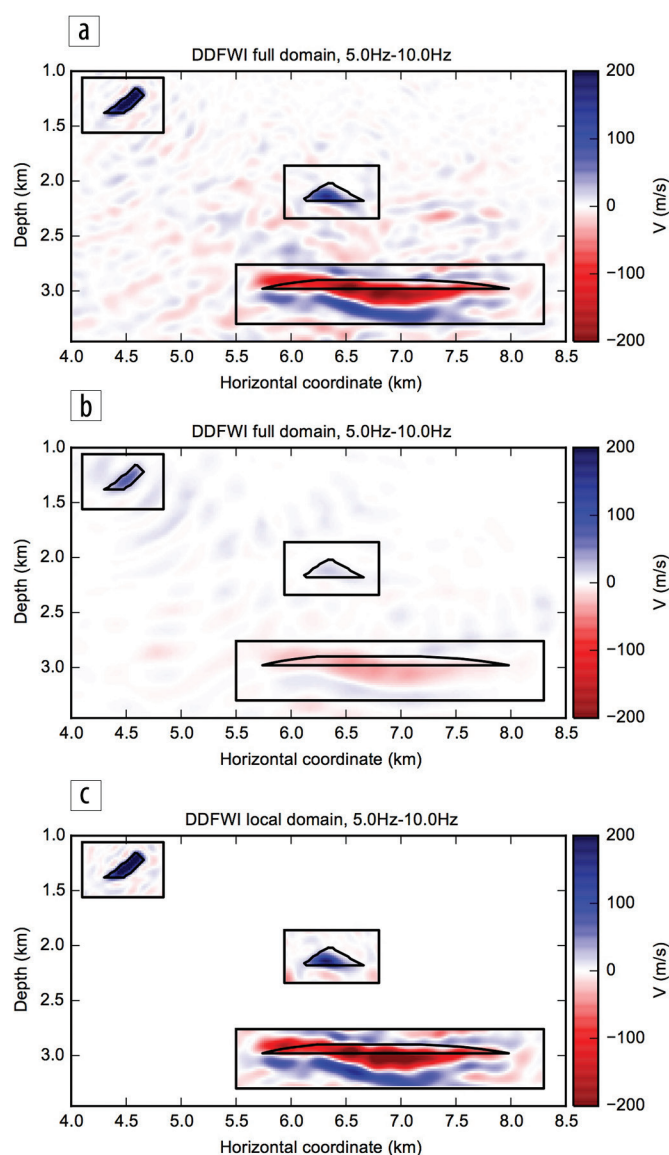 a
DDFWI full domain, 5.0Hz-10.0Hz
1.0
1.5
2.0
2.5
3.0
Depth (km)
4.0 4.5 5.0 5.5 6.0 6.5 7.0 7.5 8.0 8.5
Horizontal coordinate (km)
200
100
0
−100
−200
V (m/s)
b
DDFWI full domain, 5.0Hz-10.0Hz
1.0
1.5
2.0
2.5
3.0
Depth (km)
4.0 4.5 5.0 5.5 6.0 6.5 7.0 7.5 8.0 8.5
Horizontal coordinate (km)
200
100
0
−100
−200
V (m/s)
c
DDFWI local domain, 5.0Hz-10.0Hz
1.0
1.5
2.0
2.5
3.0
Depth (km)
4.0 4.5 5.0 5.5 6.0 6.5 7.0 7.5 8.0 8.5
Horizontal coordinate (km)
200
100
0
−100
−200
V (m/s)